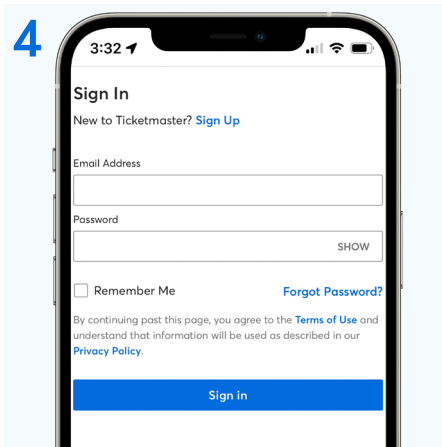 4
3:32
Sign In
New to Ticketmaster? Sign Up
Email Address
Password
SHOW
Remember Me Forgot Password?
By continuing past this page, you agree to the Terms of Use and
understand that information will be used as described in our
Privacy Policy.
Sign in